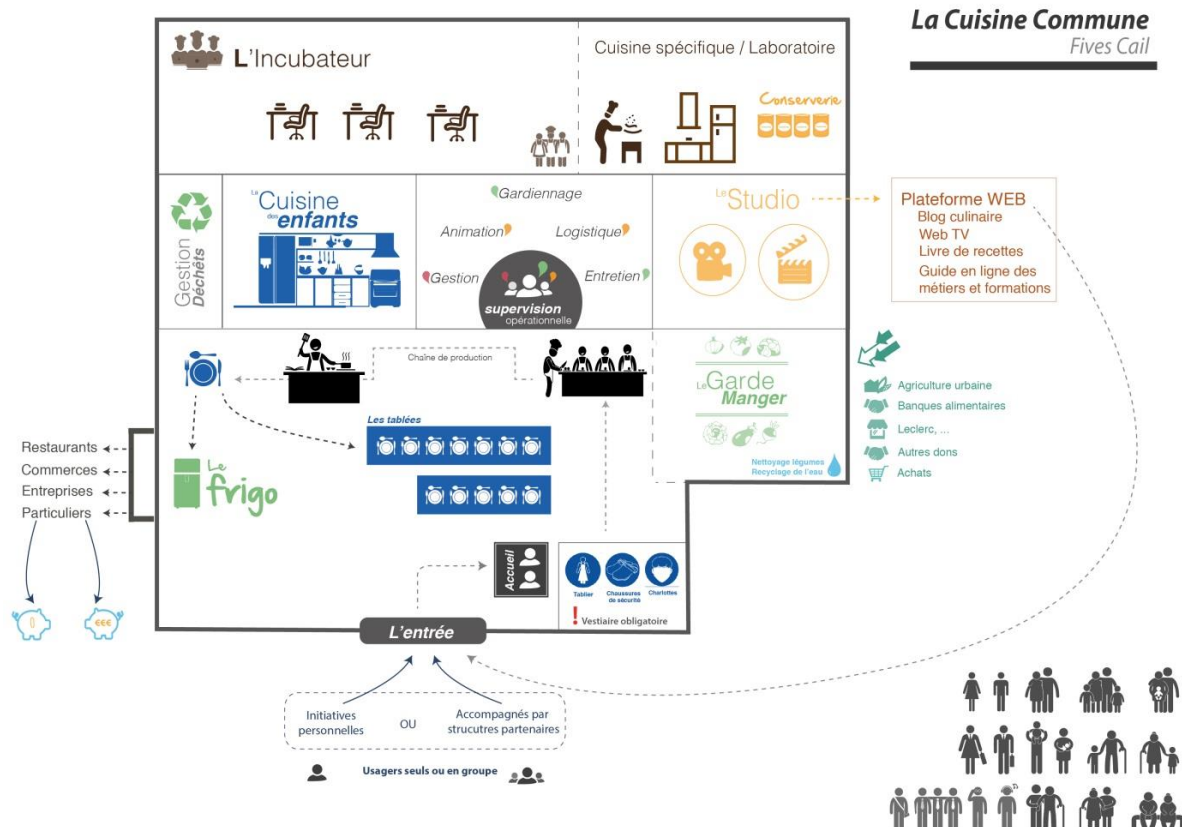 La Cuisine Commune
Fives Cail
L'Incubateur
Cuisine spécifique / Laboratoire
Conserverie
Gestion
Déchêts
La
Cuisine
des enfants
Gardiennage
Animation
Logistique
Gestion
Entretien
supervision
opérationnelle
Le Studio
Plateforme WEB
Blog culinaire
Web TV
Livre de recettes
Guide en ligne des
métiers et formations
Chaîne de production
Le Garde
Manger
Nettoyage légumes
Recyclage de l'eau
Agriculture urbaine
Banques alimentaires
Leclerc, ...
Autres dons
Achats
Les tablées
Le
frigo
Restaurants
Commerces
Entreprises
Particuliers
0
€€€
Accueil
Tablier
Chaussures
de sécurité
Charlottes
! Vestiaire obligatoire
L'entrée
Initiatives
personnelles
OU
Accompagnés par
strucutres partenaires
Usagers seuls ou en groupe